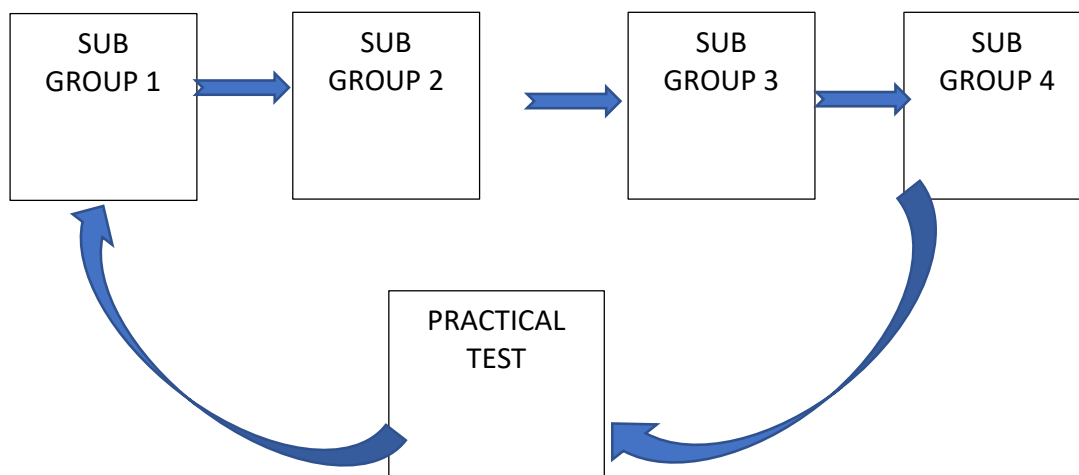 SUB
GROUP 1
SUB
GROUP 2
SUB
GROUP 3
SUB
GROUP 4
PRACTICAL
TEST